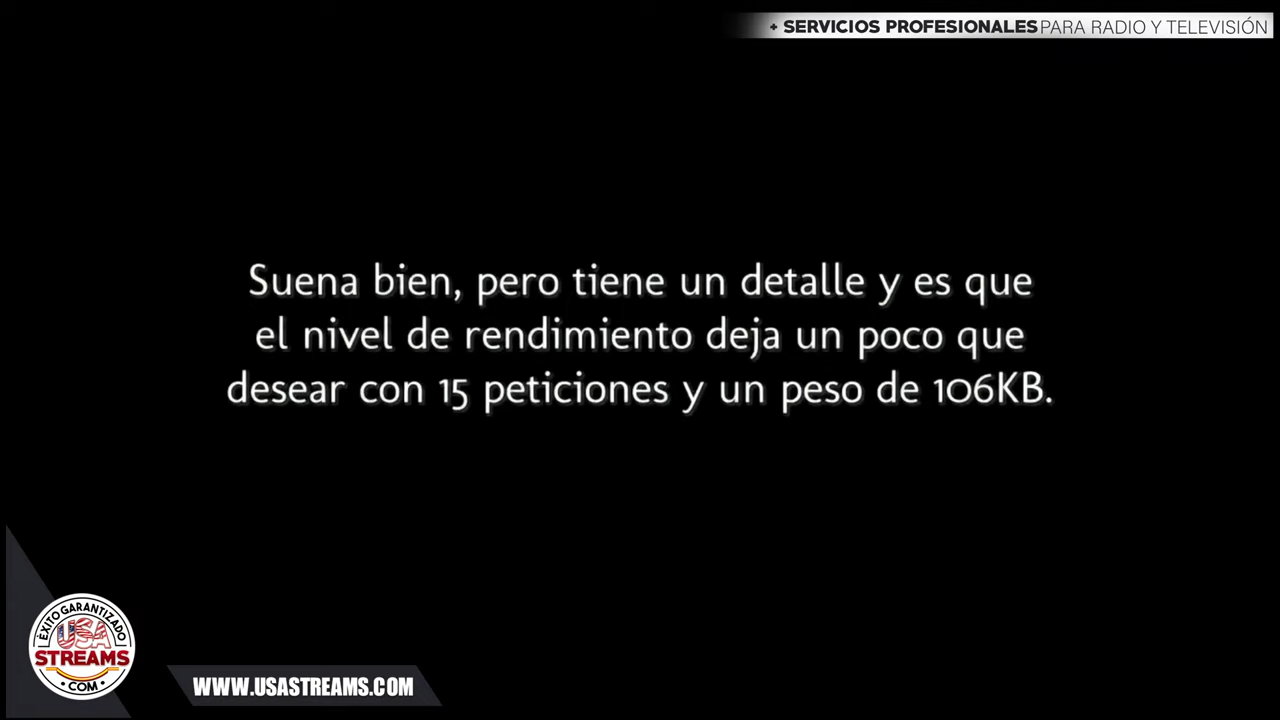 + SERVICIOS PROFESIONALES PARA RADIO Y TELEVISIÓN
Suena bien, pero tiene un detalle y es que
el nivel de rendimiento deja un poco que
desear con 15 peticiones y un peso de 106KB.
ÉXITO GARANTIZADO
USA
STREAMS
• COM •
WWW.USASTREAMS.COM